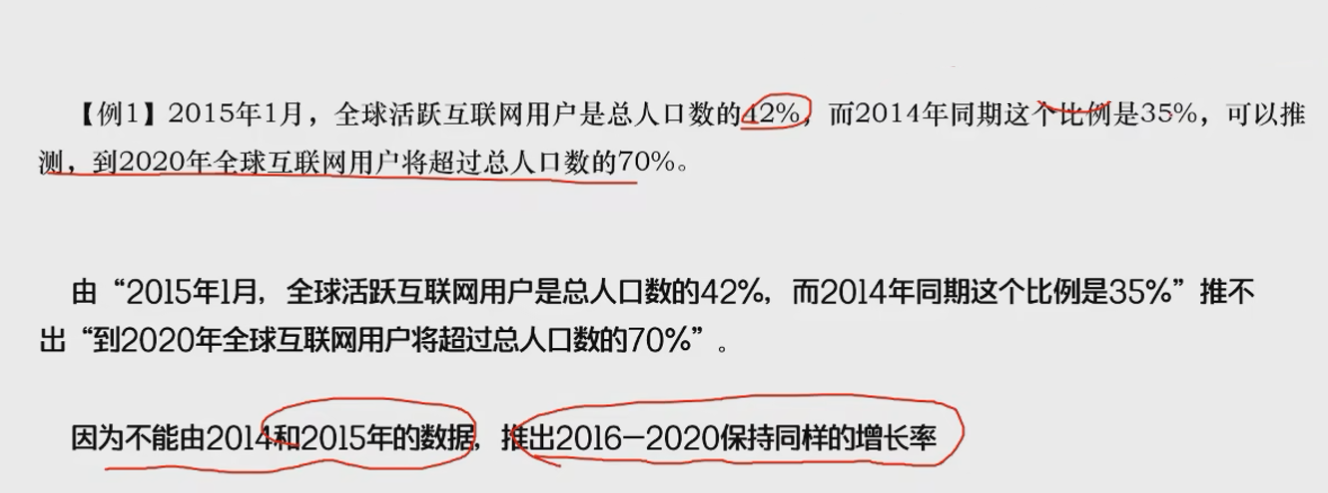 【例1】2015年1月，全球活跃互联网用户是总人口数的42%，而2014年同期这个比例是35%，可以推
测，到2020年全球互联网用户将超过总人口数的70%。
由“2015年1月，全球活跃互联网用户是总人口数的42%，而2014年同期这个比例是35%”推不
出“到2020年全球互联网用户将超过总人口数的70%”。
因为不能由2014和2015年的数据，推出2016—2020保持同样的增长率